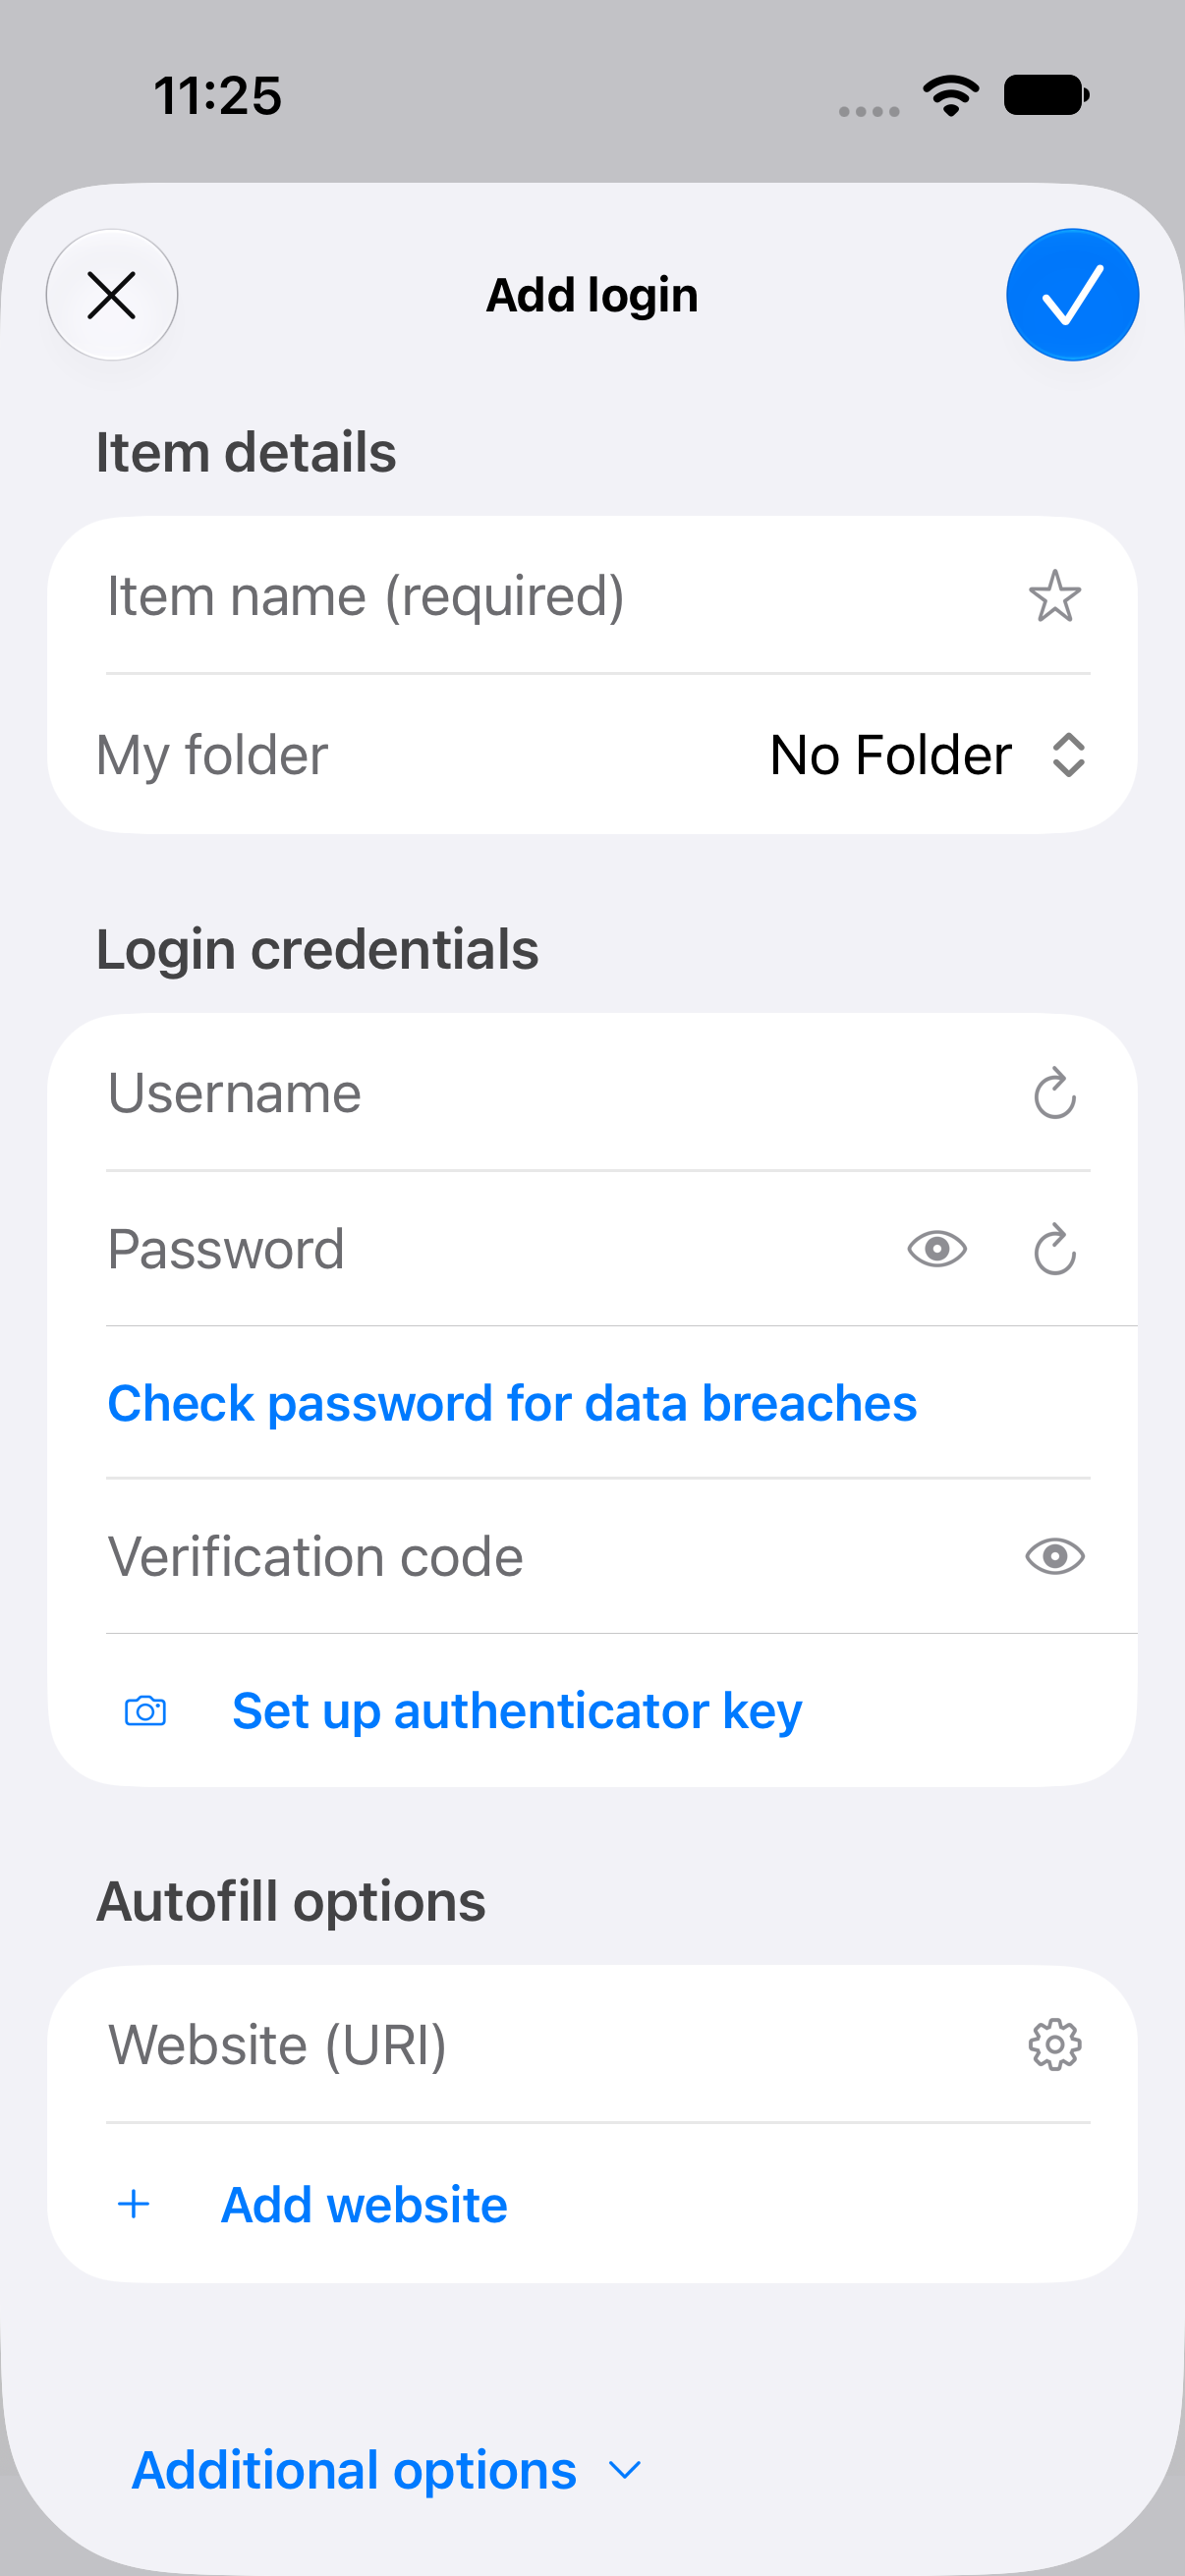 11:25
Add login
Item details
Item name (required)
My folder No Folder
Login credentials
Username
Password
Check password for data breaches
Verification code
Set up authenticator key
Autofill options
Website (URI)
Add website
Additional options